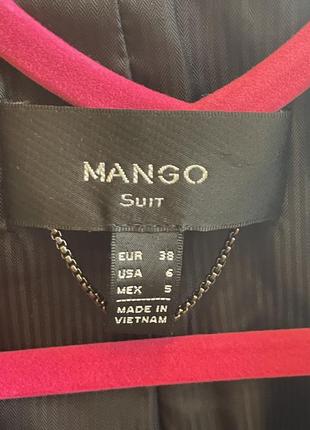 MANGO
SUIT
EUR 38
USA 6
MEX 5
MADE IN
VIETNAM